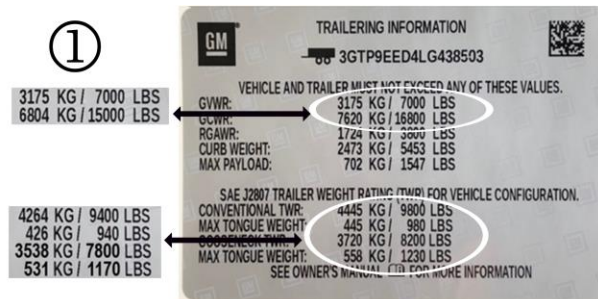 ①
GM
TRAILERING INFORMATION
3GTP9EED4LG438503
VEHICLE AND TRAILER MUST NOT EXCEED ANY OF THESE VALUES.
3175 KG / 7000 LBS
6804 KG / 15000 LBS
GVWR: 3175 KG / 7000 LBS
GCWR: 7620 KG / 16800 LBS
RGAWR: 1724 KG / 3800 LBS
CURB WEIGHT: 2473 KG / 5453 LBS
MAX PAYLOAD: 702 KG / 1547 LBS
SAE J2807 TRAILER WEIGHT RATING (TWR) FOR VEHICLE CONFIGURATION.
4264 KG / 9400 LBS
426 KG / 940 LBS
3538 KG / 7800 LBS
531 KG / 1170 LBS
CONVENTIONAL TWR: 4445 KG / 9800 LBS
MAX TONGUE WEIGHT: 445 KG / 980 LBS
GOOSENECK TWR: 3720 KG / 8200 LBS
MAX TONGUE WEIGHT: 558 KG / 1230 LBS
SEE OWNER'S MANUAL FOR MORE INFORMATION